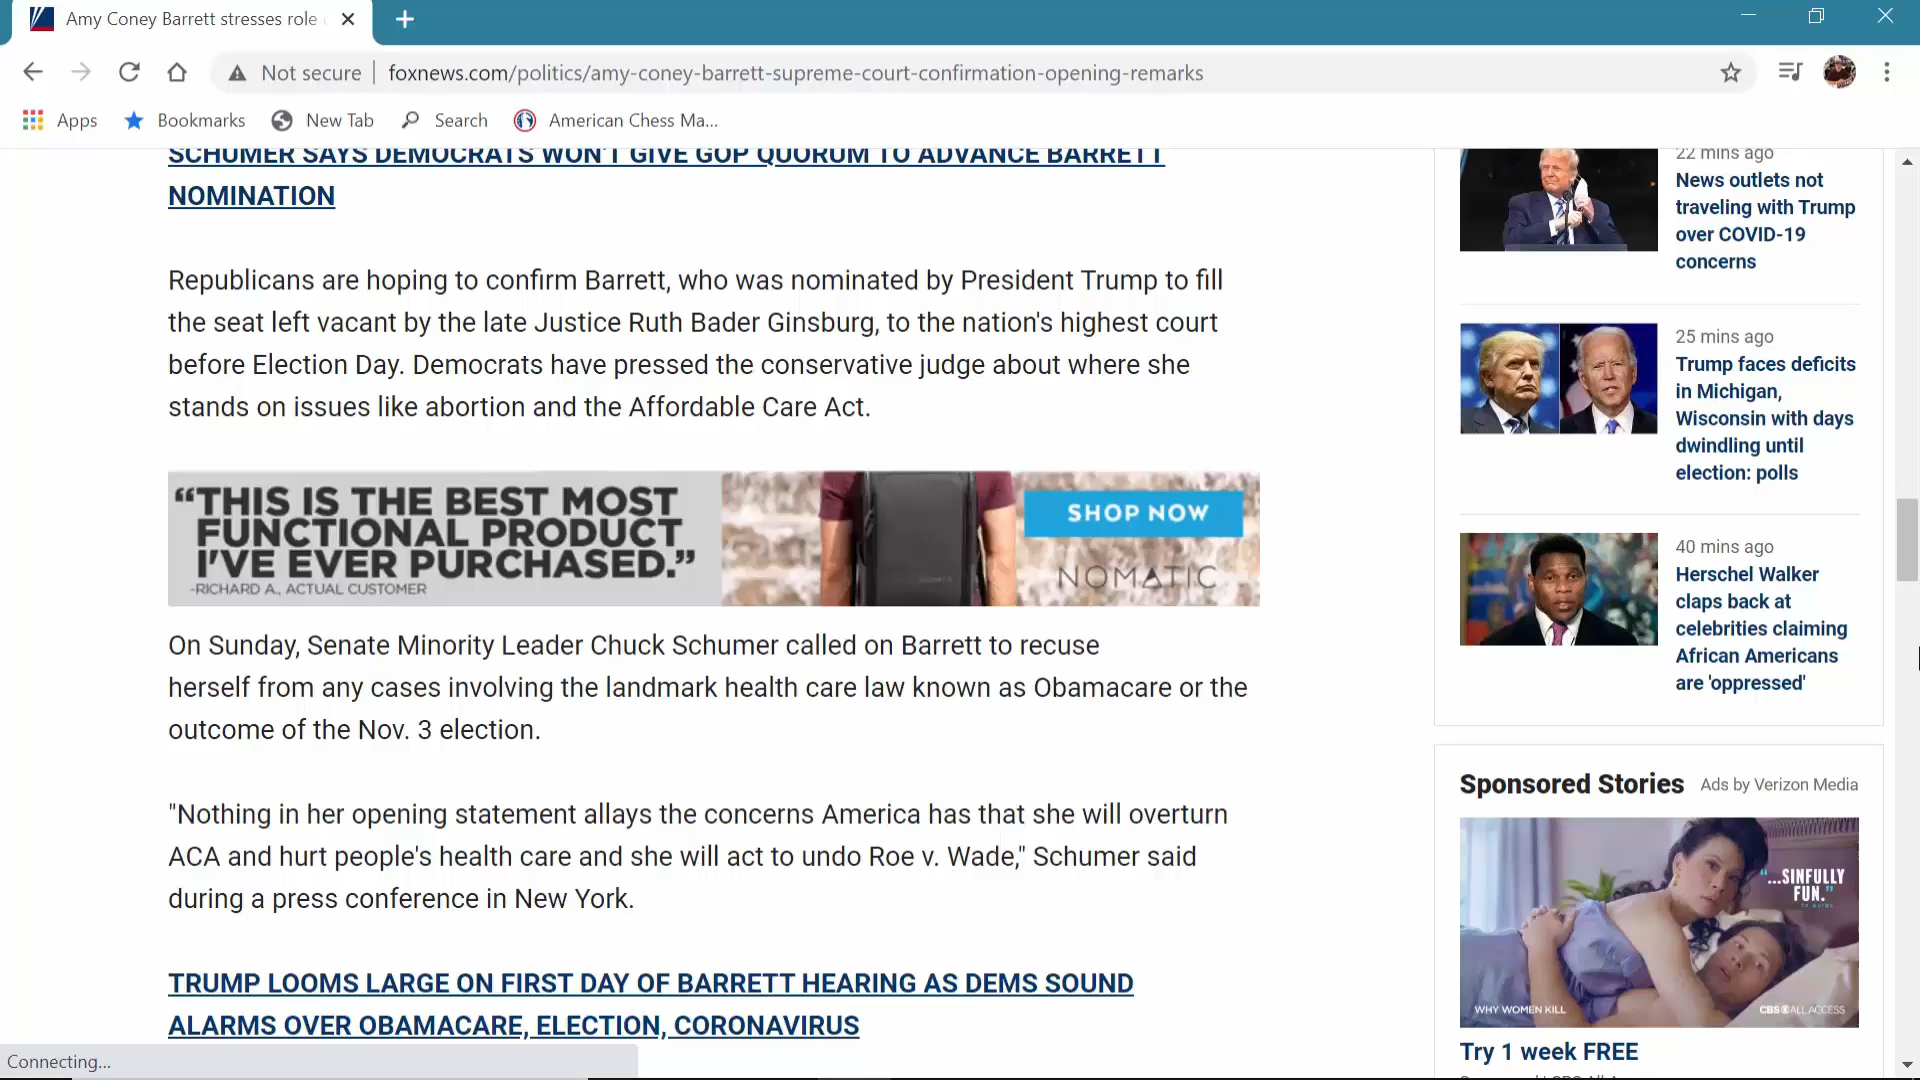 Amy Coney Barrett stresses role
Not secure
foxnews.com/politics/amy-coney-barrett-supreme-court-confirmation-opening-remarks
Apps
Bookmarks
New Tab
Search
American Chess Ma...
SCHUMER SAYS DEMOCRATS WON'T GIVE GOP QUORUM TO ADVANCE BARRETT
NOMINATION
Republicans are hoping to confirm Barrett, who was nominated by President Trump to fill
the seat left vacant by the late Justice Ruth Bader Ginsburg, to the nation's highest court
before Election Day. Democrats have pressed the conservative judge about where she
stands on issues like abortion and the Affordable Care Act.
“THIS IS THE BEST MOST
FUNCTIONAL PRODUCT
I'VE EVER PURCHASED.”
-RICHARD A., ACTUAL CUSTOMER
SHOP NOW
NOMATIC
On Sunday, Senate Minority Leader Chuck Schumer called on Barrett to recuse
herself from any cases involving the landmark health care law known as Obamacare or the
outcome of the Nov. 3 election.
"Nothing in her opening statement allays the concerns America has that she will overturn
ACA and hurt people's health care and she will act to undo Roe v. Wade," Schumer said
during a press conference in New York.
TRUMP LOOMS LARGE ON FIRST DAY OF BARRETT HEARING AS DEMS SOUND
ALARMS OVER OBAMACARE, ELECTION, CORONAVIRUS
22 mins ago
News outlets not
traveling with Trump
over COVID-19
concerns
25 mins ago
Trump faces deficits
in Michigan,
Wisconsin with days
dwindling until
election: polls
40 mins ago
Herschel Walker
claps back at
celebrities claiming
African Americans
are 'oppressed'
Sponsored Stories
Ads by Verizon Media
“...SINFULLY
FUN.”
WHY WOMEN KILL
CBS ALL ACCESS
Try 1 week FREE
Connecting...